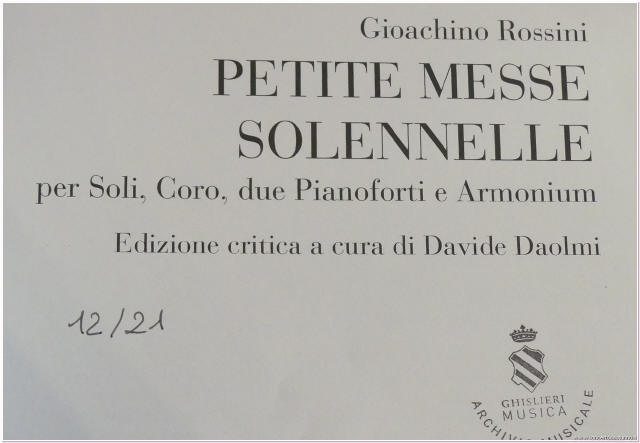 Gioachino Rossini
PETITE MESSE
SOLENNELLE
per Soli, Coro, due Pianoforti e Armonium
Edizione critica a cura di Davide Daolmi
12/21
GHISLIERI
MUSICA
ARCHIVIO MUSICALE